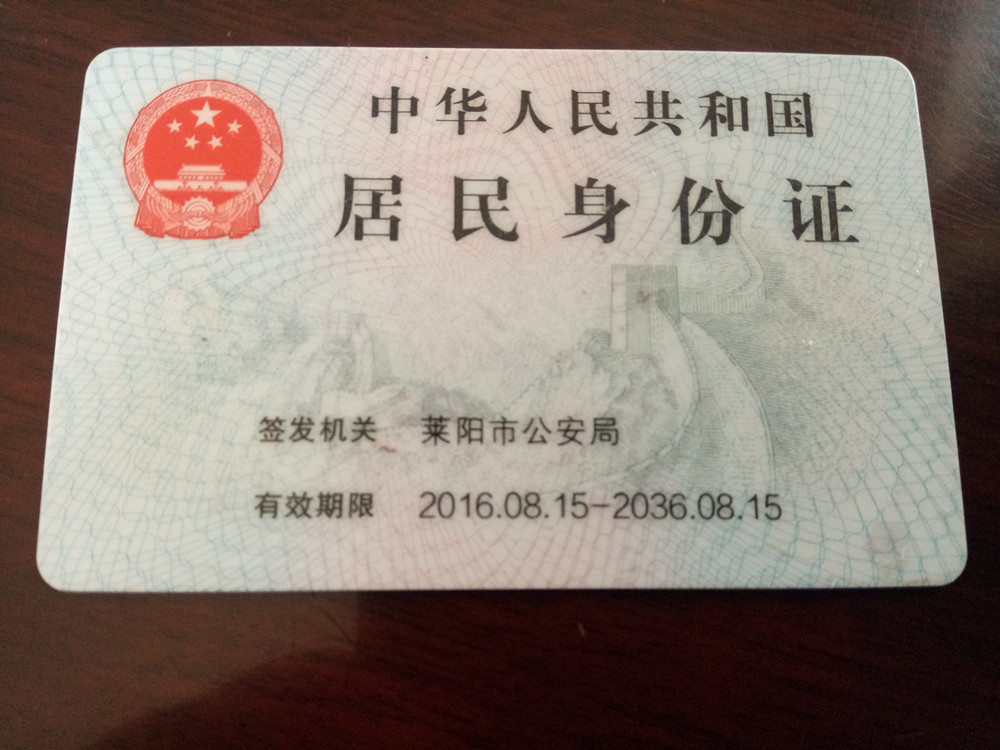 中华人民共和国
居民身份证
签发机关 莱阳市公安局
有效期限 2016.08.15-2036.08.15